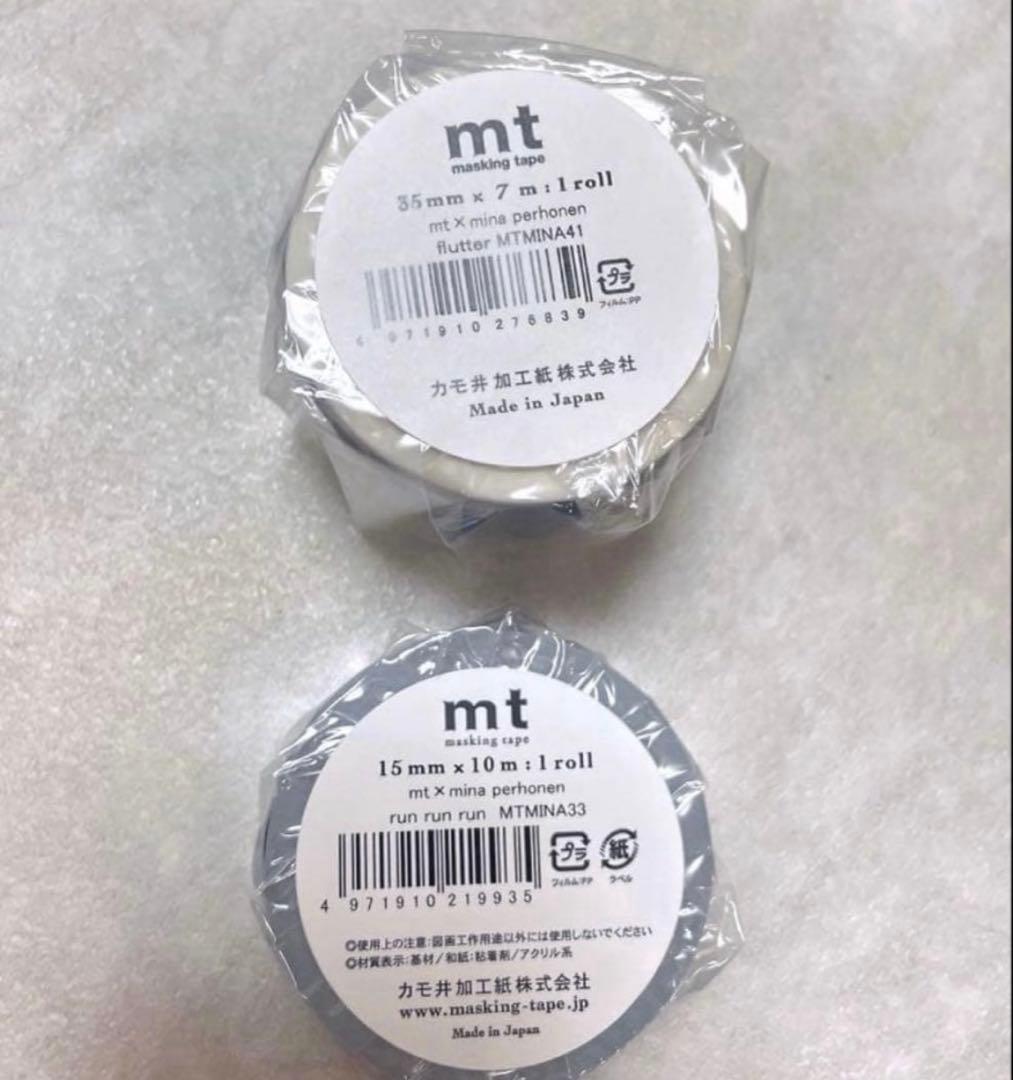 mt
masking tape
35mm x 7 m : 1 roll
mt×mina perhonen
flutter MTMINA41
プラ
フィルム:PP
4 971910 276839
カモ井加工紙株式会社
Made in Japan
mt
masking tape
15mm x 10m : 1 roll
mt×mina perhonen
run run run MTMINA33
プラ
紙
フィルム:PP
ラベル
4 971910 219935
◎使用上の注意:図画工作用途以外には使用しないでください
◎材質表示:基材/和紙:粘着剤/アクリル系
カモ井加工紙株式会社
www.masking-tape.jp
Made in Japan